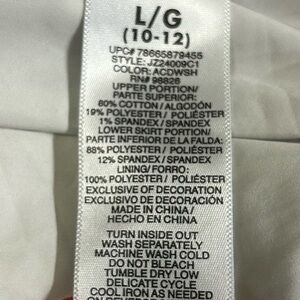 L/G
(10-12)
UPC# 78665879455
STYLE: JZ24009C1
COLOR: ACDWSH
RN# 98826
UPPER PORTION/
PARTE SUPERIOR:
80% COTTON / ALGODÓN
19% POLYESTER / POLIÉSTER
1% SPANDEX / SPANDEX
LOWER SKIRT PORTION/
PARTE INFERIOR DE LA FALDA:
88% POLYESTER / POLIÉSTER
12% SPANDEX / SPANDEX
LINING/ FORRO:
100% POLYESTER / POLIÉSTER
EXCLUSIVE OF DECORATION
EXCLUSIVO DE DECORACIÓN
MADE IN CHINA /
HECHO EN CHINA
TURN INSIDE OUT
WASH SEPARATELY
MACHINE WASH COLD
DO NOT BLEACH
TUMBLE DRY LOW
DELICATE CYCLE
COOL IRON AS NEEDED